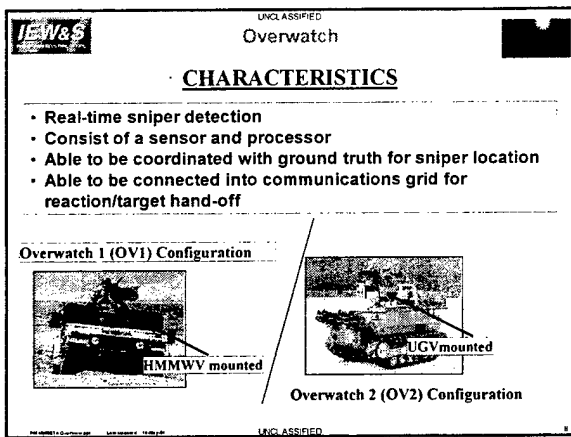 UNCLASSIFIED
IEW&S
Overwatch
CHARACTERISTICS
• Real-time sniper detection
• Consist of a sensor and processor
• Able to be coordinated with ground truth for sniper location
• Able to be connected into communications grid for
reaction/target hand-off
Overwatch 1 (OV1) Configuration
HMMWV mounted
UGVmounted
Overwatch 2 (OV2) Configuration
UNCLASSIFIED